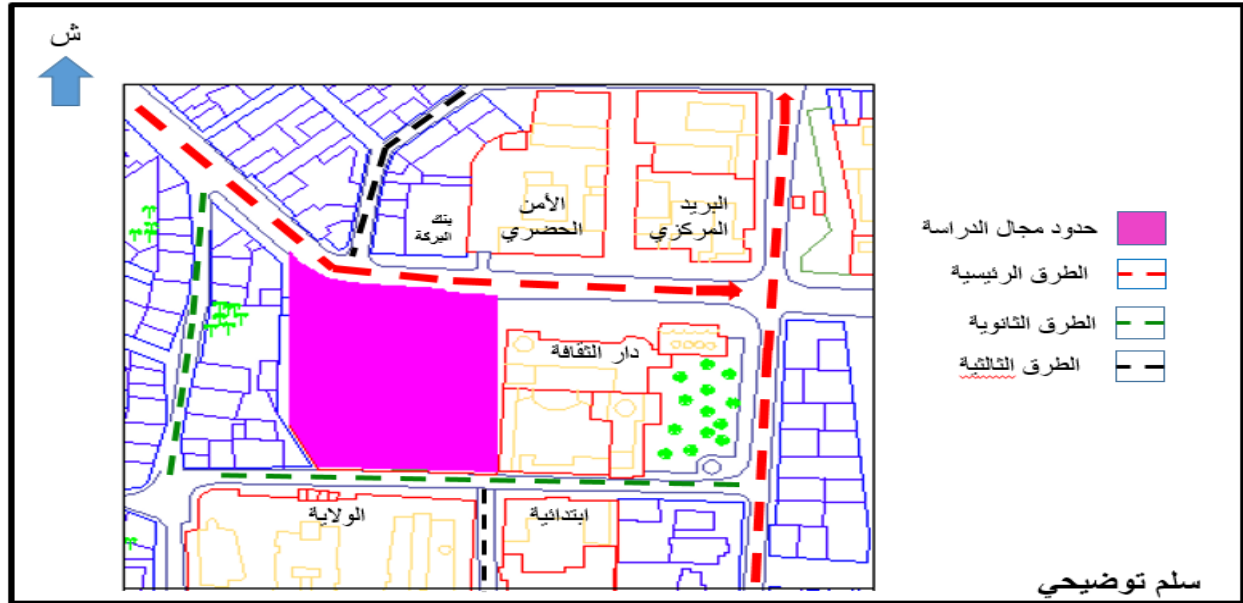 ش
الأمن
الحضري
البريد
المركزي
بنك
البركة
دار الثقافة
الولاية
ابتدائية
حدود مجال الدراسة
الطرق الرئيسية
الطرق الثانوية
الطرق الثالثية
سلم توضيحي